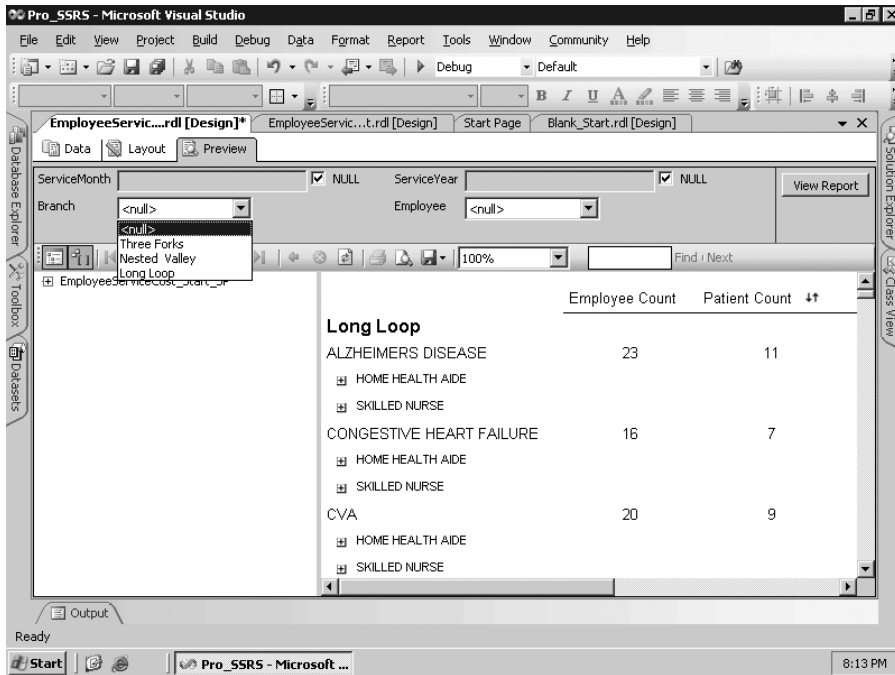 Pro_SSRS - Microsoft Visual Studio
File Edit View Project Build Debug Data Format Report Tools Window Community Help
Debug Default
B I U A
EmployeeServic....rdl [Design]* EmployeeServic...t.rdl [Design] Start Page Blank_Start.rdl [Design]
Data Layout Preview
ServiceMonth NULL ServiceYear NULL View Report
Branch <null> Employee <null>
<null>
Three Forks
Nested Valley
Long Loop
100% Find Next
EmployeeServiceCost_Start_SP
Employee Count Patient Count
Long Loop
ALZHEIMERS DISEASE 23 11
HOME HEALTH AIDE
SKILLED NURSE
CONGESTIVE HEART FAILURE 16 7
HOME HEALTH AIDE
SKILLED NURSE
CVA 20 9
HOME HEALTH AIDE
SKILLED NURSE
Database Explorer
Toolbox
Datasets
Solution Explorer
Class View
Output
Ready
Start Pro_SSRS - Microsoft ... 8:13 PM